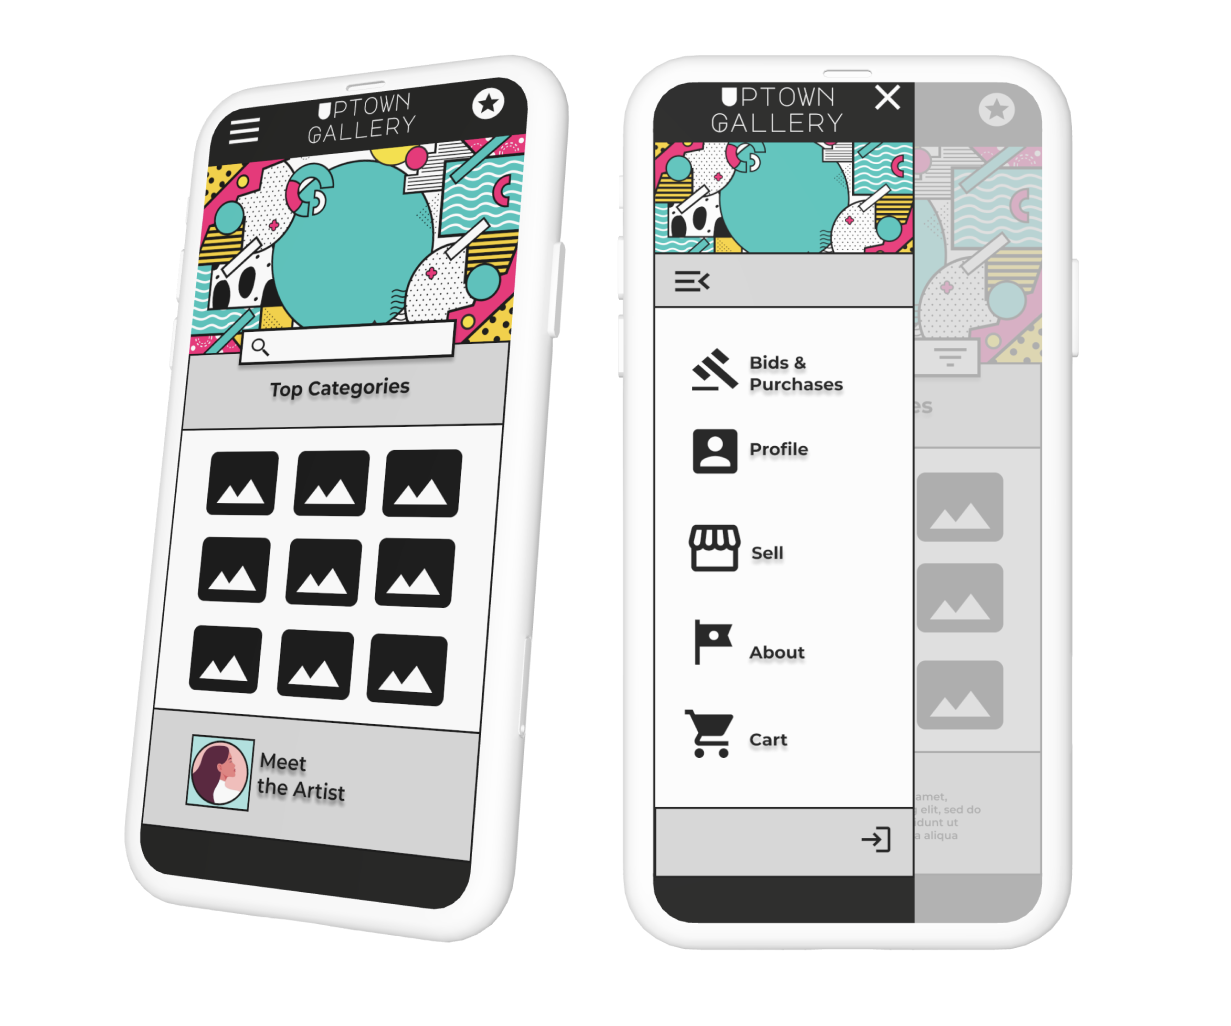 UPTOWN
GALLERY
Top Categories
Meet
the Artist
UPTOWN
GALLERY
Bids &
Purchases
Profile
Sell
About
Cart
es
amet,
elit, sed do
idunt ut
a aliqua